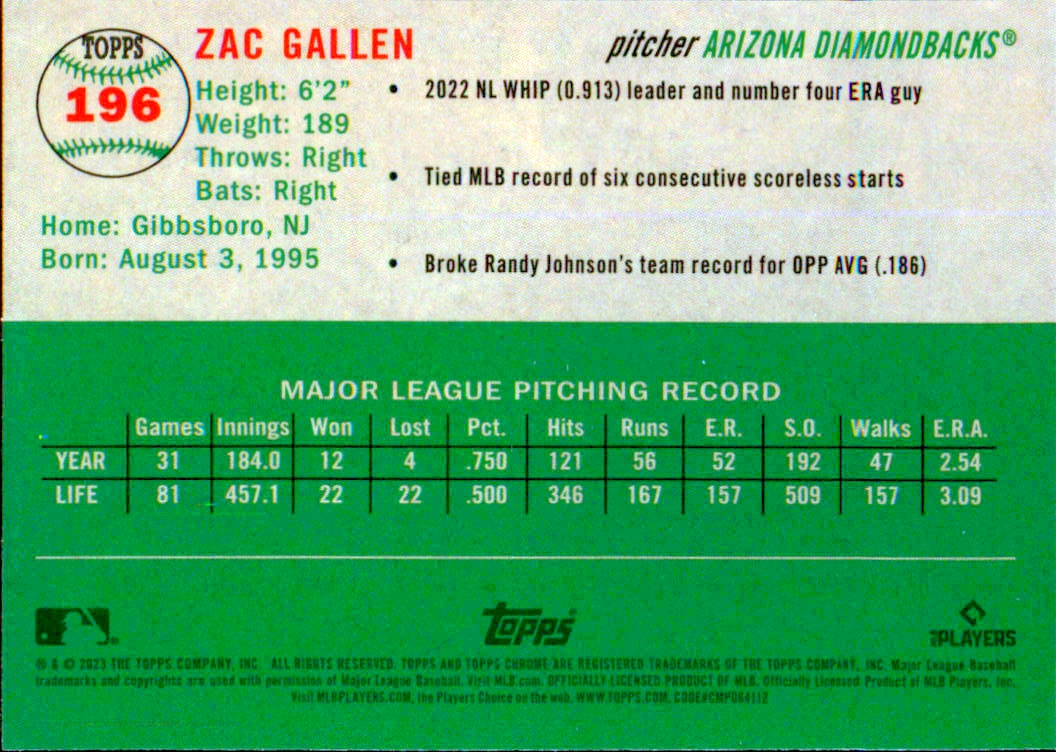 TOPPS
196
ZAC GALLEN
pitcher ARIZONA DIAMONDBACKS®
Height: 6'2"
Weight: 189
Throws: Right
Bats: Right
Home: Gibbsboro, NJ
Born: August 3, 1995
• 2022 NL WHIP (0.913) leader and number four ERA guy
• Tied MLB record of six consecutive scoreless starts
• Broke Randy Johnson's team record for OPP AVG (.186)
MAJOR LEAGUE PITCHING RECORD
Games Innings Won Lost Pct. Hits Runs E.R. S.O. Walks E.R.A.
YEAR 31 184.0 12 4 .750 121 56 52 192 47 2.54
LIFE 81 457.1 22 22 .500 346 167 157 509 157 3.09
Topps
PLAYERS
® & © 2023 THE TOPPS COMPANY, INC. ALL RIGHTS RESERVED. TOPPS AND TOPPS CHROME ARE REGISTERED TRADEMARKS OF THE TOPPS COMPANY, INC. Major League Baseball
trademarks and copyrights are used with permission of Major League Baseball. Visit MLB.com. OFFICIALLY LICENSED PRODUCT OF MLB. Officially Licensed Product of MLB Players, Inc.
Visit MLBPLAYERS.COM, the Players Choice on the web. WWW.TOPPS.COM. CODE#CMP084112